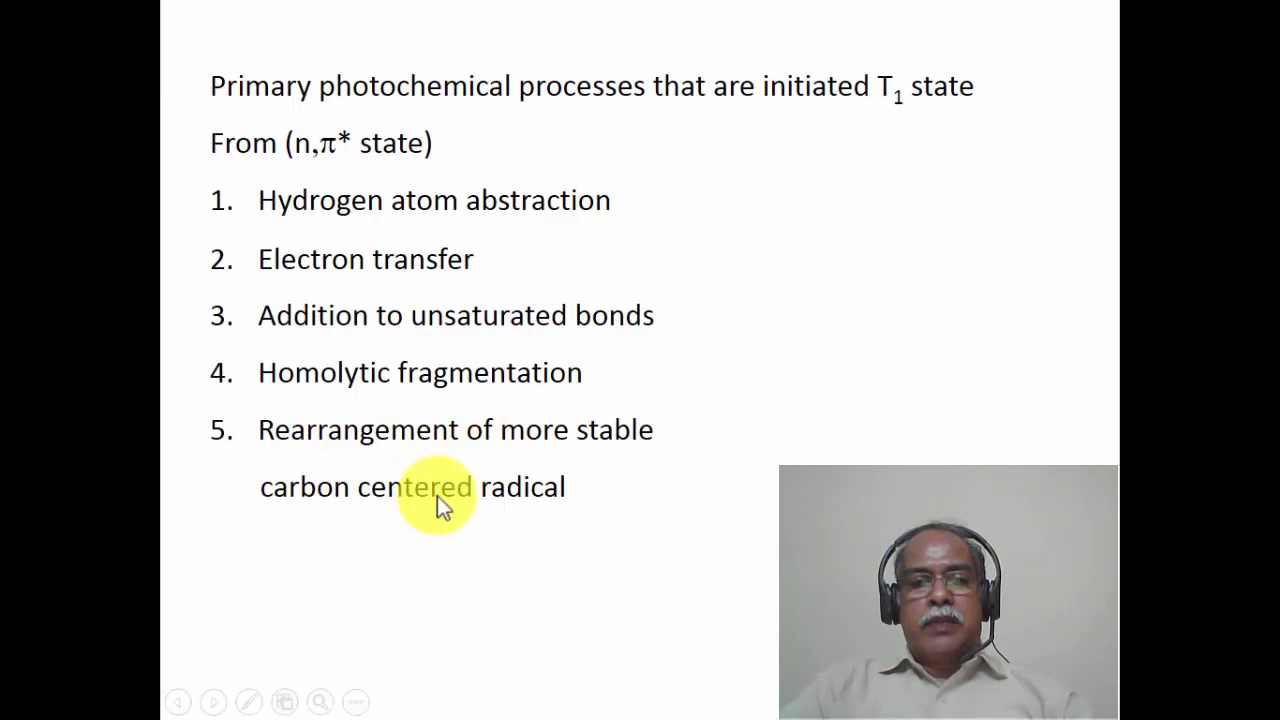 Primary photochemical processes that are initiated T₁ state
From (n,π* state)
1. Hydrogen atom abstraction
2. Electron transfer
3. Addition to unsaturated bonds
4. Homolytic fragmentation
5. Rearrangement of more stable
carbon centered radical